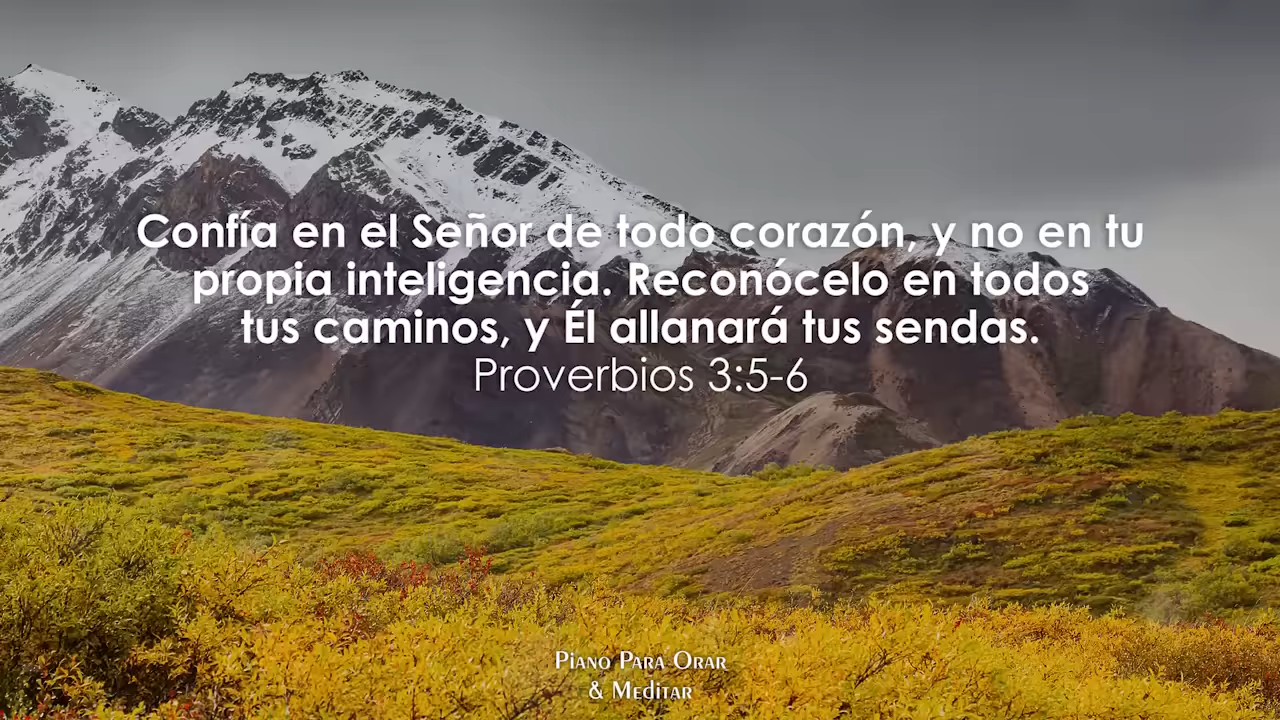 Confía en el Señor de todo corazón, y no en tu
propia inteligencia. Reconócelo en todos
tus caminos, y Él allanará tus sendas.
Proverbios 3:5-6
Piano Para Orar
& Meditar